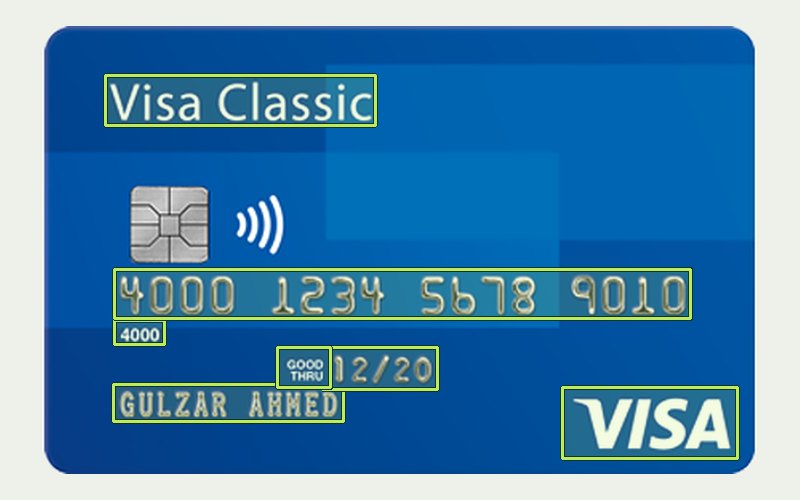 Visa Classic
4000 1234 5678 9010
4000
GOOD THRU 12/20
GULZAR AHMED
VISA